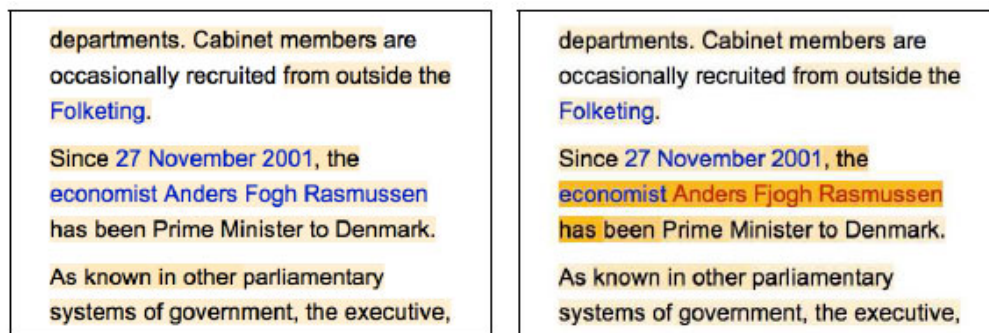 departments. Cabinet members are
occasionally recruited from outside the
Folketing.
Since 27 November 2001, the
economist Anders Fogh Rasmussen
has been Prime Minister to Denmark.
As known in other parliamentary
systems of government, the executive,
departments. Cabinet members are
occasionally recruited from outside the
Folketing.
Since 27 November 2001, the
economist Anders Fjogh Rasmussen
has been Prime Minister to Denmark.
As known in other parliamentary
systems of government, the executive,